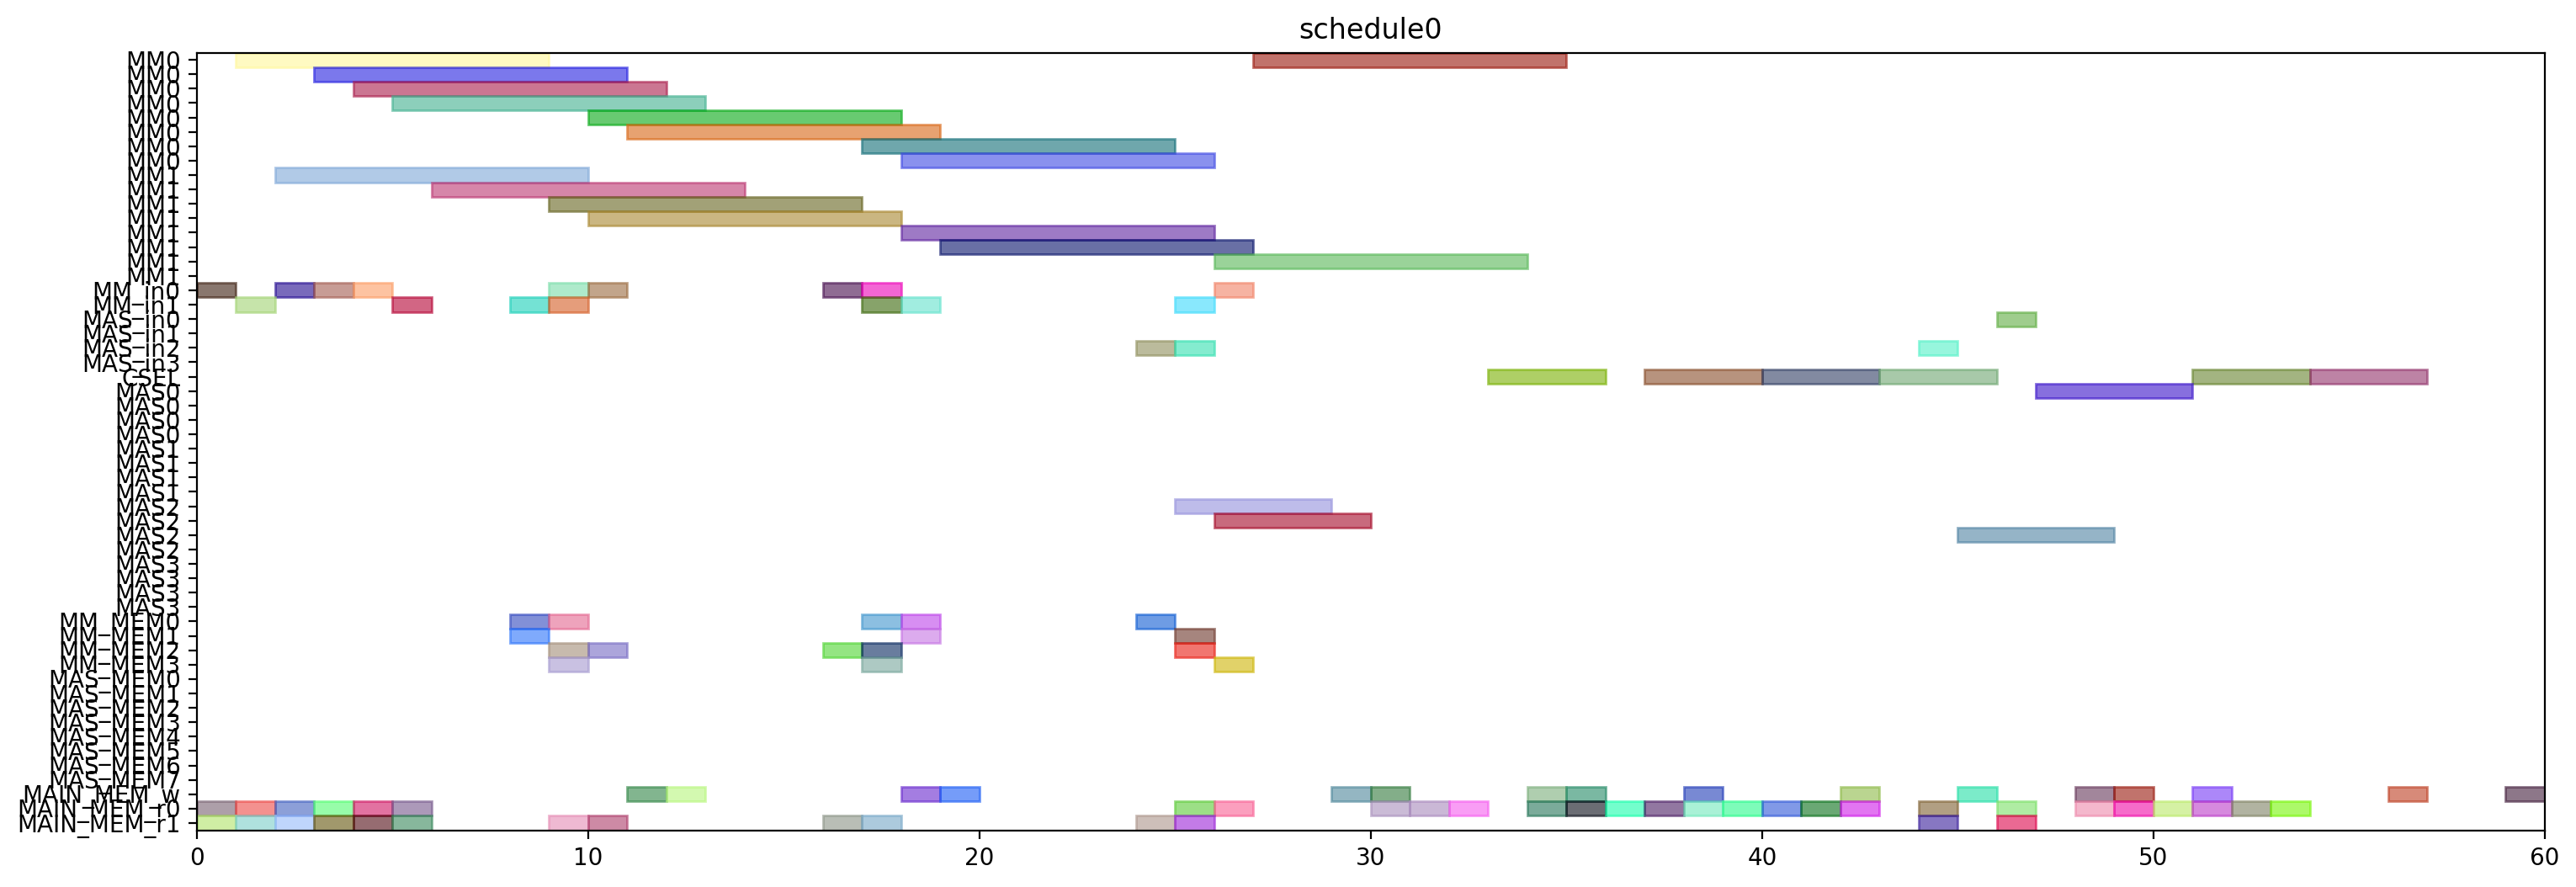 schedule0
MM0
MM0
MM0
MM0
MM0
MM0
MM0
MM0
MM1
MM1
MM1
MM1
MM1
MM1
MM1
MM1
MM_in0
MM_in1
MAS_in0
MAS_in1
MAS_in2
MAS_in3
CSEL
MAS0
MAS0
MAS0
MAS0
MAS1
MAS1
MAS1
MAS1
MAS2
MAS2
MAS2
MAS2
MAS3
MAS3
MAS3
MAS3
MM_MEM0
MM_MEM1
MM_MEM2
MM_MEM3
MAS_MEM0
MAS_MEM1
MAS_MEM2
MAS_MEM3
MAS_MEM4
MAS_MEM5
MAS_MEM6
MAS_MEM7
MAIN_MEM_w
MAIN_MEM_r0
MAIN_MEM_r1
0 10 20 30 40 50 60